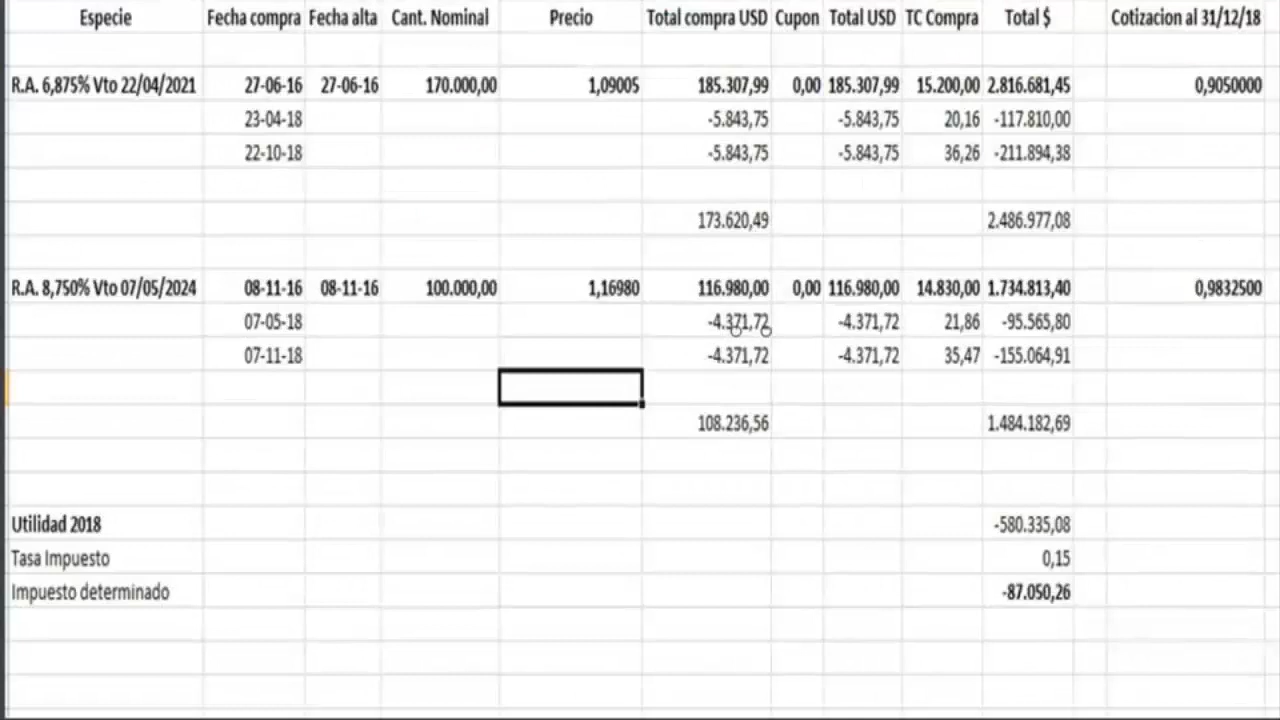 Especie Fecha compra Fecha alta Cant. Nominal Precio Total compra USD Cupon Total USD TC Compra Total $ Cotizacion al 31/12/18
R.A. 6,875% Vto 22/04/2021 27-06-16 27-06-16 170.000,00 1,09005 185.307,99 0,00 185.307,99 15.200,00 2.816.681,45 0,9050000
23-04-18 -5.843,75 -5.843,75 20,16 -117.810,00
22-10-18 -5.843,75 -5.843,75 36,26 -211.894,38
173.620,49 2.486.977,08
R.A. 8,750% Vto 07/05/2024 08-11-16 08-11-16 100.000,00 1,16980 116.980,00 0,00 116.980,00 14.830,00 1.734.813,40 0,9832500
07-05-18 -4.371,72 -4.371,72 21,86 -95.565,80
07-11-18 -4.371,72 -4.371,72 35,47 -155.064,91
108.236,56 1.484.182,69
Utilidad 2018 -580.335,08
Tasa Impuesto 0,15
Impuesto determinado -87.050,26